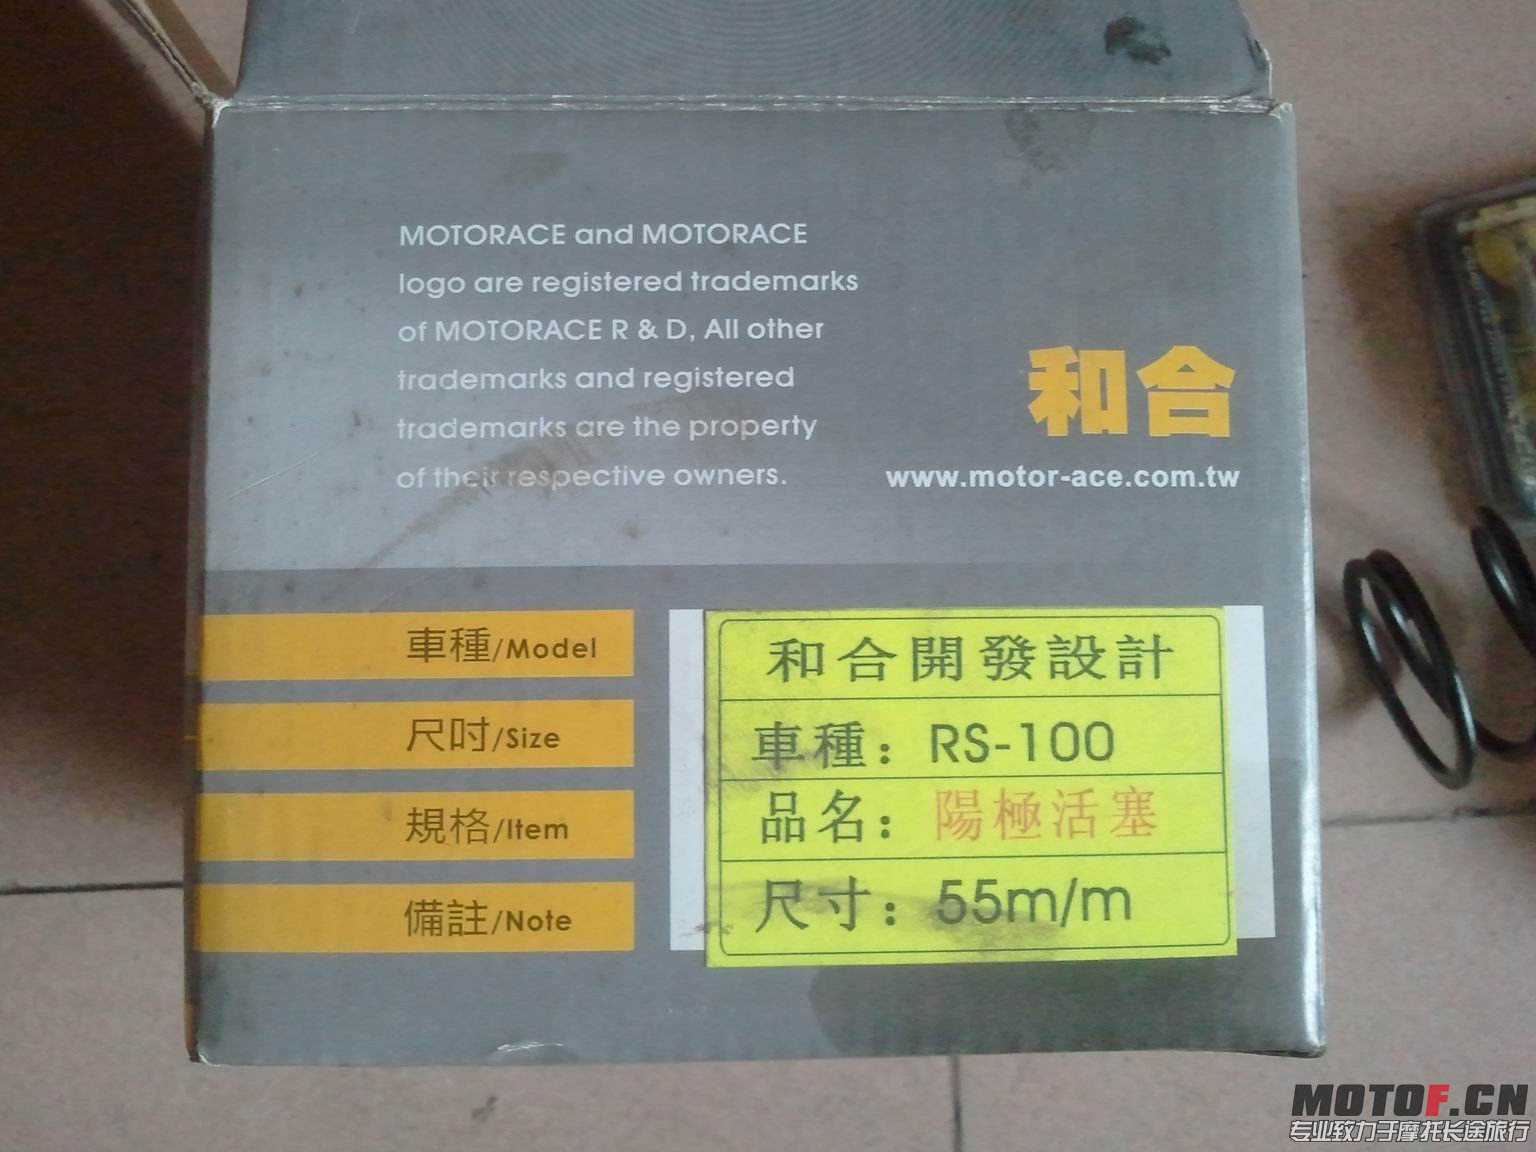 MOTORACE and MOTORACE
logo are registered trademarks
of MOTORACE R & D, All other
trademarks and registered
trademarks are the property
of their respective owners.
和合
www.motor-ace.com.tw
車種/Model
尺吋/Size
規格/Item
備註/Note
和合開發設計
車種：RS-100
品名：陽極活塞
尺寸：55m/m
MOTOF.CN
专业致力于摩托长途旅行